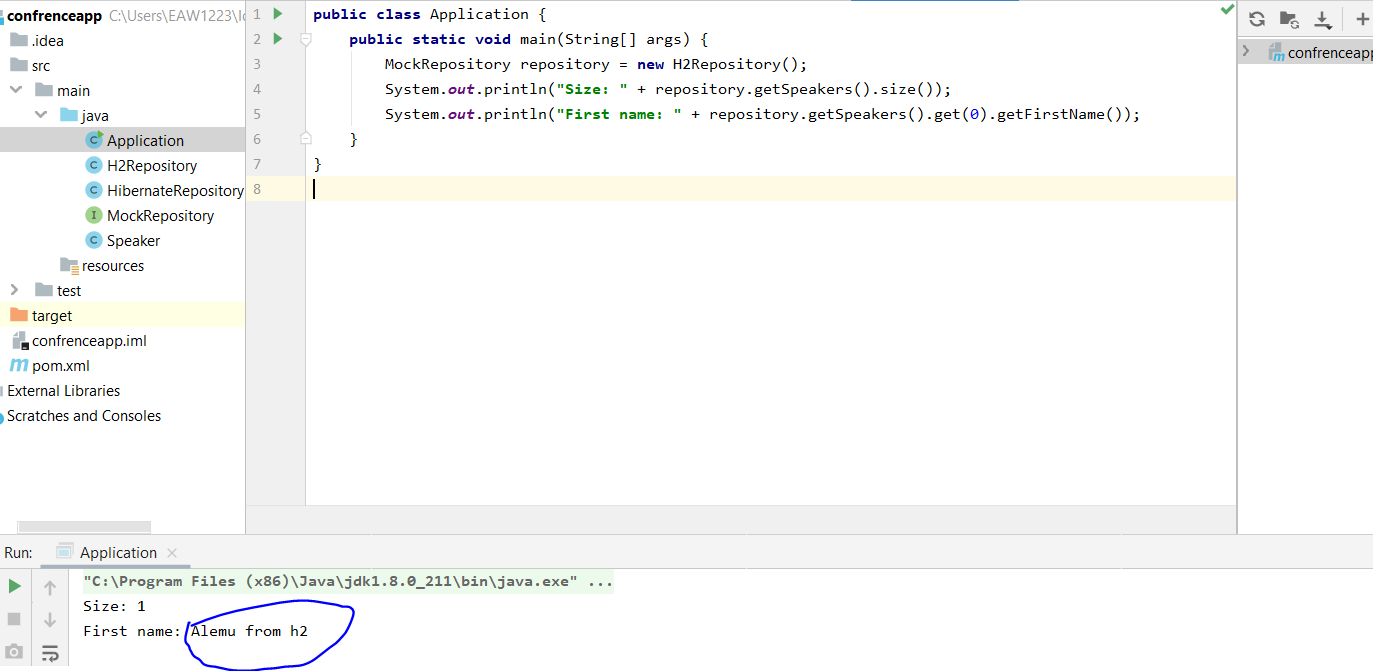 confrenceapp C:\Users\EAW1223\Ic
.idea
src
main
java
Application
H2Repository
HibernateRepository
MockRepository
Speaker
resources
test
target
confrenceapp.iml
pom.xml
External Libraries
Scratches and Consoles
1 public class Application {
2 public static void main(String[] args) {
3 MockRepository repository = new H2Repository();
4 System.out.println("Size: " + repository.getSpeakers().size());
5 System.out.println("First name: " + repository.getSpeakers().get(0).getFirstName());
6 }
7 }
8
confrenceapp
Run: Application
"C:\Program Files (x86)\Java\jdk1.8.0_211\bin\java.exe" ...
Size: 1
First name: Alemu from h2